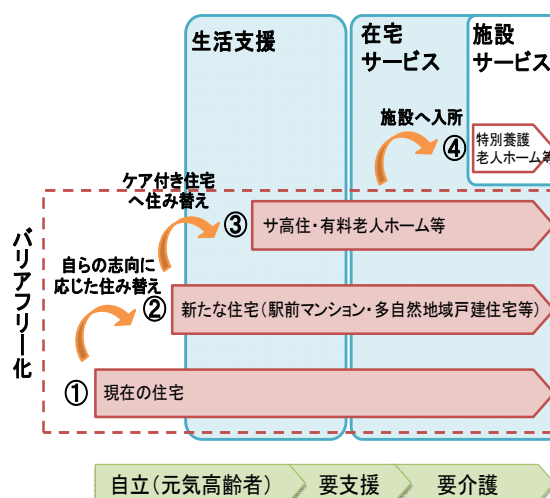 生活支援
在宅
サービス
施設
サービス
施設へ入所
④
特別養護
老人ホーム等
ケア付き住宅
へ住み替え
③
サ高住・有料老人ホーム等
バリアフリー化
自らの志向に
応じた住み替え
②
新たな住宅(駅前マンション・多自然地域戸建住宅等)
①
現在の住宅
自立(元気高齢者)
要支援
要介護